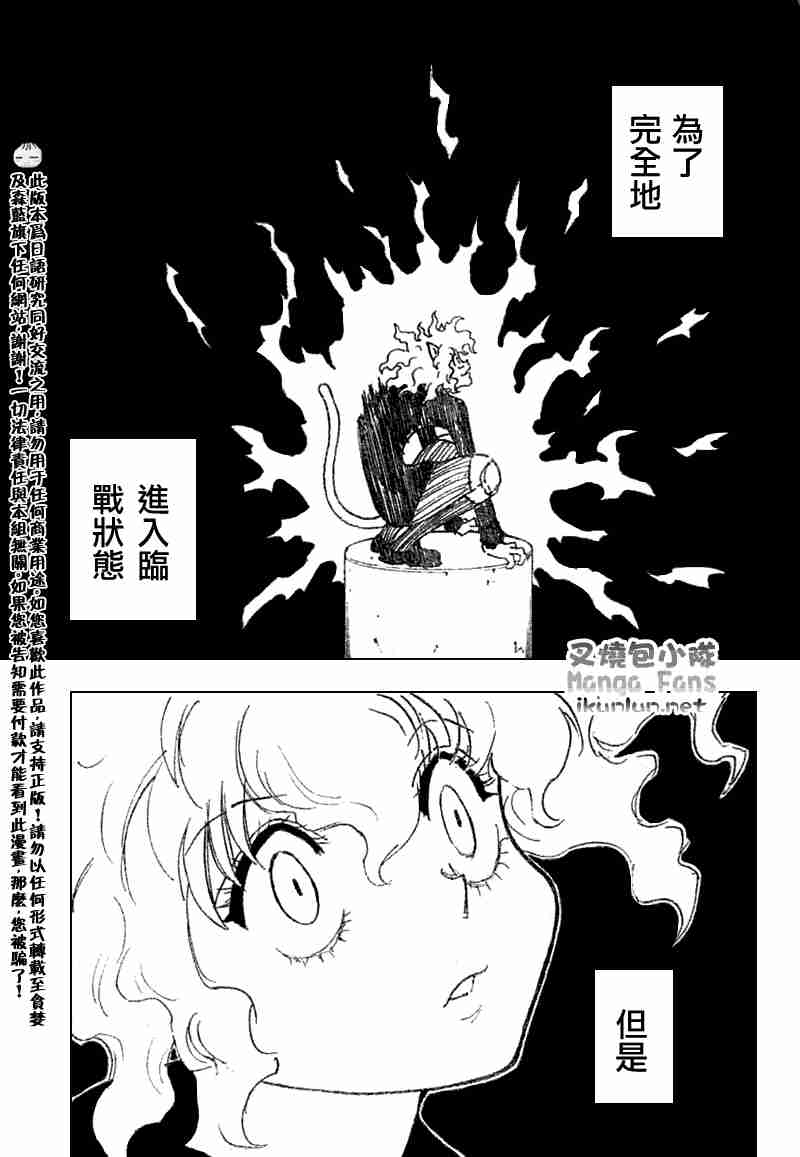 為了
完全地
進入臨
戰狀態
但是
此版本爲日語研究同好交流之用，請勿用于任何商業用途，如您喜歡此作品，請支持正版！請勿以任何形式轉載至貪婪
及森藍旗下任何網站，謝謝！一切法律責任與本組無關，如果您被告知需要付款才能看到此漫畫，那麼，您被騙了！
叉燒包小隊
Manga Fans
ikunlun.net